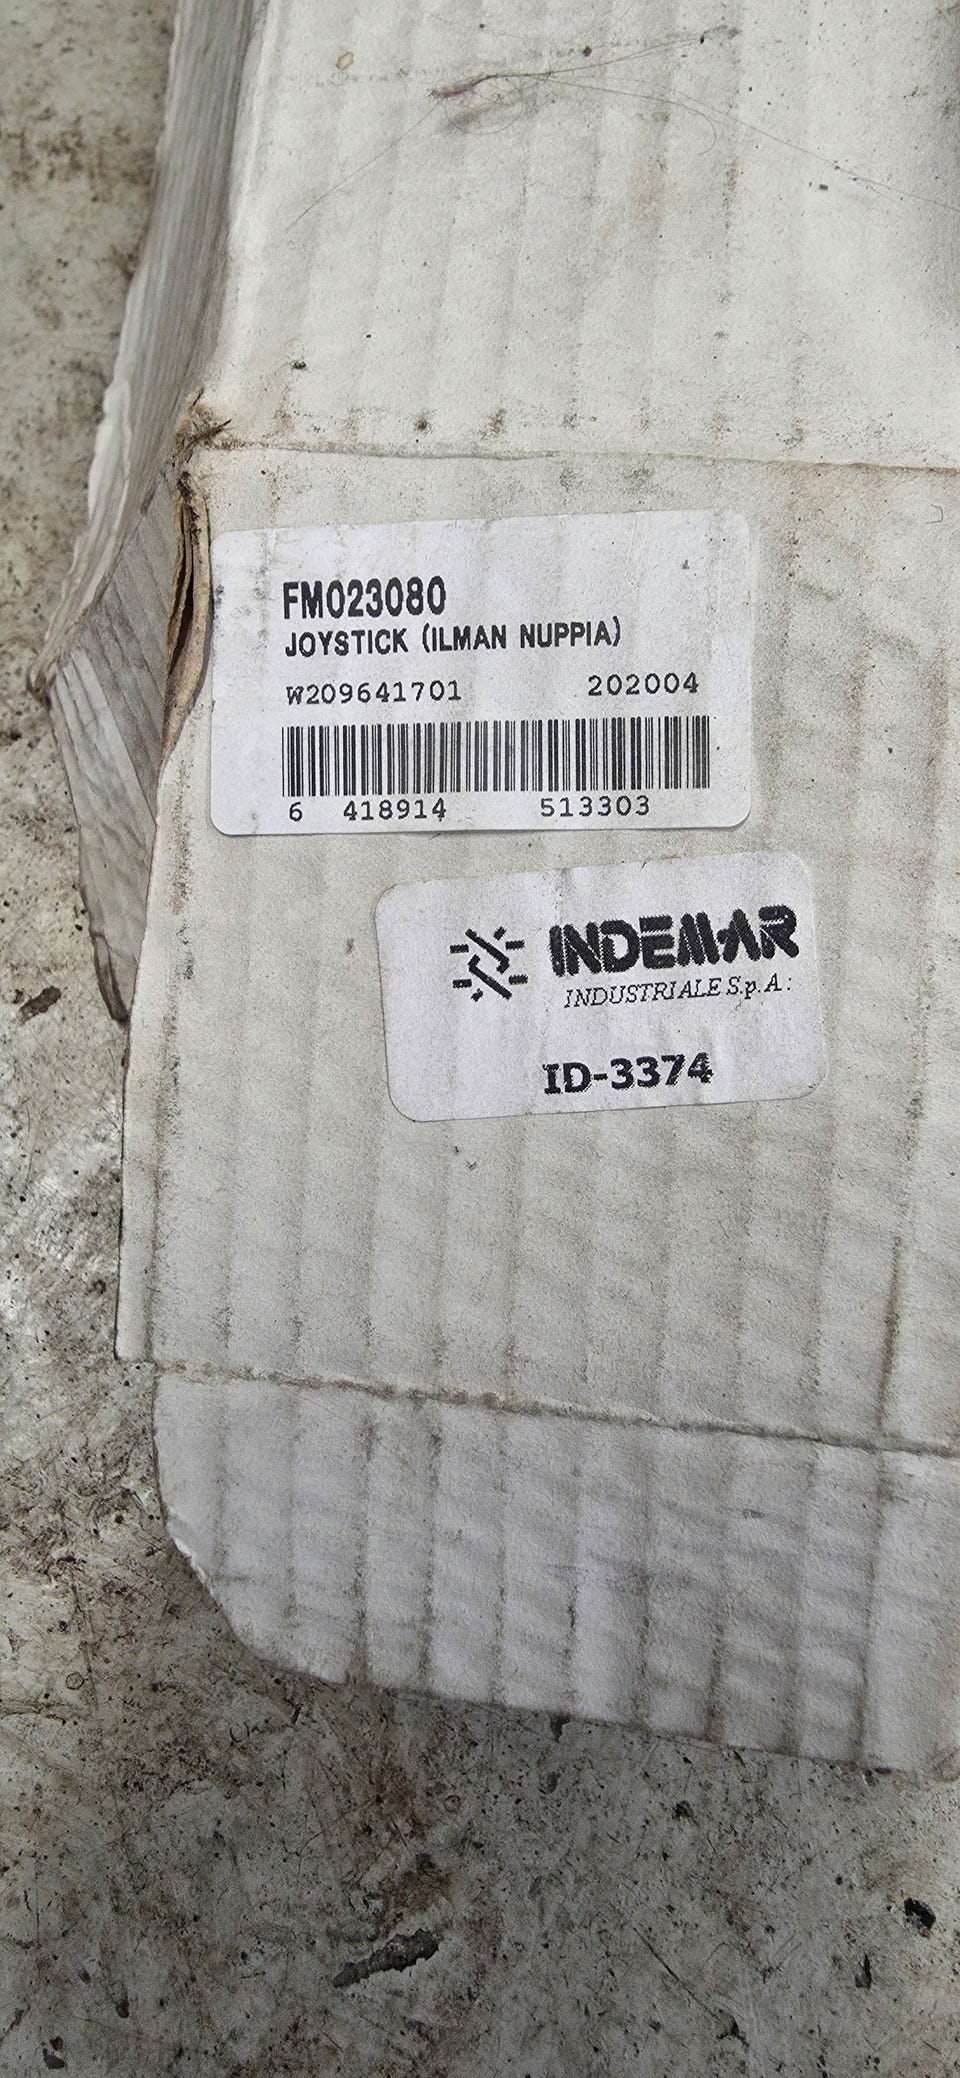 FM023080
JOYSTICK (ILMAN NUPPIA)
W209641701 202004
6 418914 513303
INDEMAR
INDUSTRIALE S.p.A.:
ID-3374